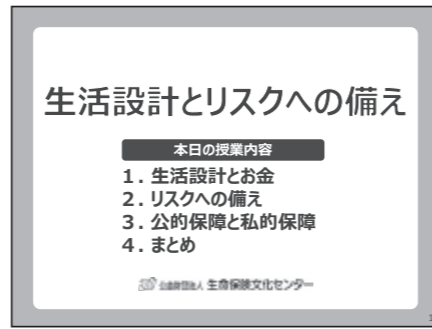 生活設計とリスクへの備え
本日の授業内容
1．生活設計とお金
2．リスクへの備え
3．公的保障と私的保障
4．まとめ
公益財団法人 生命保険文化センター
1